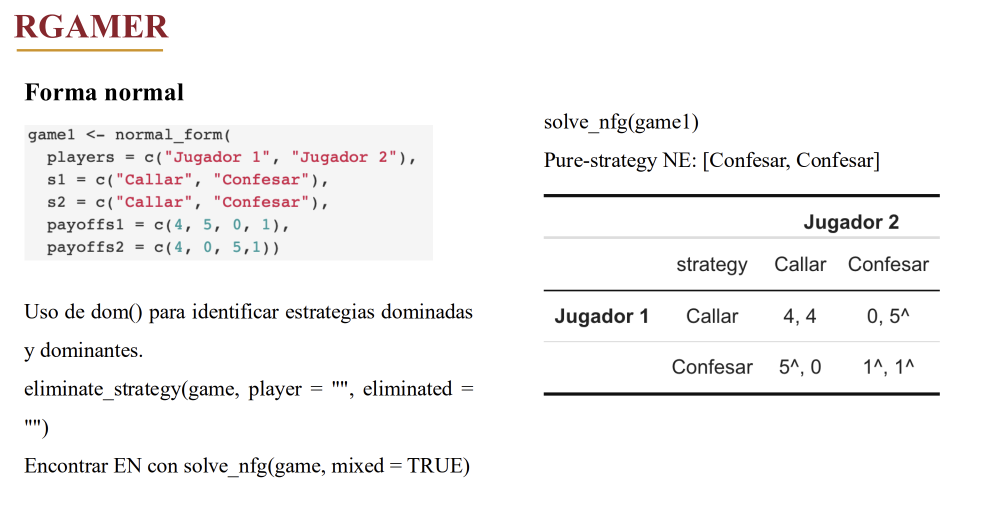 RGAMER
Forma normal
game1 <- normal_form(
players = c("Jugador 1", "Jugador 2"),
s1 = c("Callar", "Confesar"),
s2 = c("Callar", "Confesar"),
payoffs1 = c(4, 5, 0, 1),
payoffs2 = c(4, 0, 5,1))
Uso de dom() para identificar estrategias dominadas
y dominantes.
eliminate_strategy(game, player = "", eliminated =
"")
Encontrar EN con solve_nfg(game, mixed = TRUE)
solve_nfg(game1)
Pure-strategy NE: [Confesar, Confesar]
Jugador 2
strategy Callar Confesar
Jugador 1 Callar 4, 4 0, 5^
Confesar 5^, 0 1^, 1^